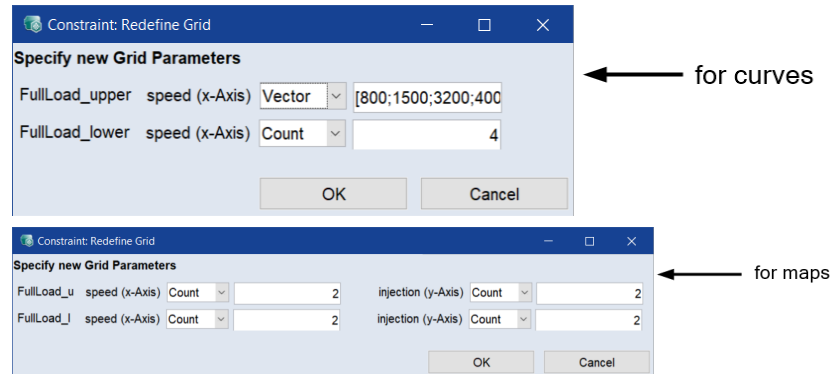 Constraint: Redefine Grid
Specify new Grid Parameters
for curves
FullLoad_upper speed (x-Axis) Vector [800;1500;3200;400
FullLoad_lower speed (x-Axis) Count 4
OK Cancel
Constraint: Redefine Grid
Specify new Grid Parameters
for maps
FullLoad_u speed (x-Axis) Count 2 injection (y-Axis) Count 2
FullLoad_l speed (x-Axis) Count 2 injection (y-Axis) Count 2
OK Cancel